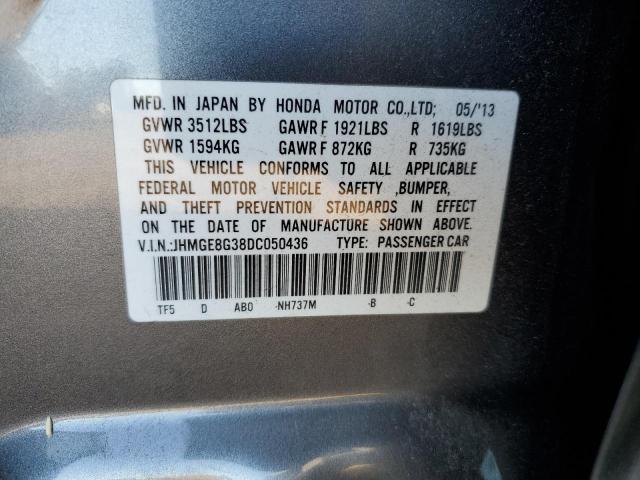 MFD. IN JAPAN BY HONDA MOTOR CO.,LTD; 05/'13
GVWR 3512LBS GAWR F 1921LBS R 1619LBS
GVWR 1594KG GAWR F 872KG R 735KG
THIS VEHICLE CONFORMS TO ALL APPLICABLE
FEDERAL MOTOR VEHICLE SAFETY ,BUMPER,
AND THEFT PREVENTION STANDARDS IN EFFECT
ON THE DATE OF MANUFACTURE SHOWN ABOVE.
V.I.N.:JHMGE8G38DC050436 TYPE: PASSENGER CAR
TF5 D AB0 -NH737M -B -C